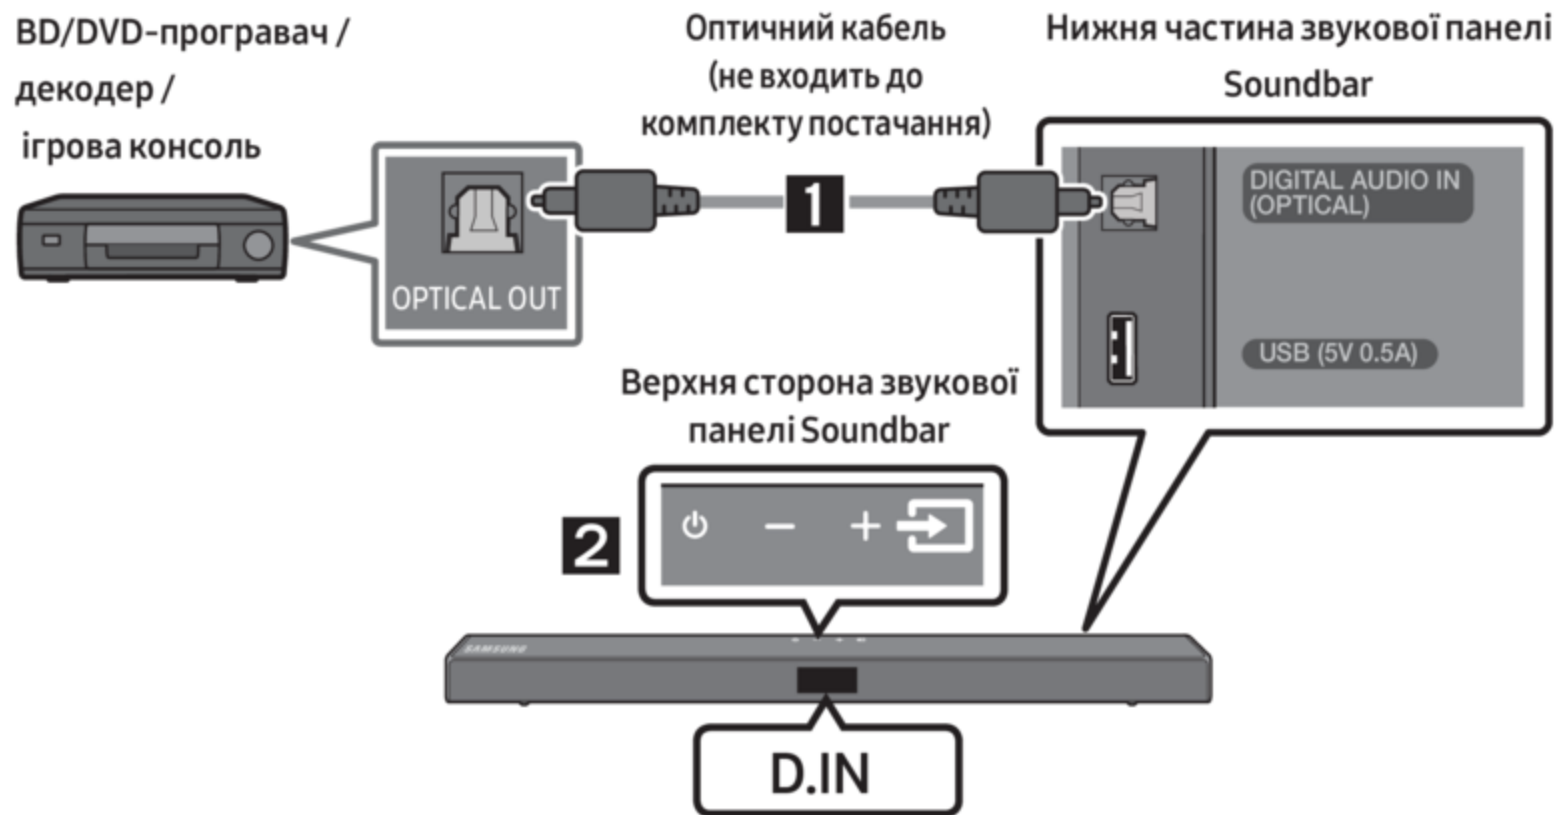 BD/DVD-програвач /
декодер /
ігрова консоль
Оптичний кабель
(не входить до
комплекту постачання)
Нижня частина звукової панелі
Soundbar
OPTICAL OUT
1
DIGITAL AUDIO IN
(OPTICAL)
USB (5V 0.5A)
Верхня сторона звукової
панелі Soundbar
2
SAMSUNG
D.IN